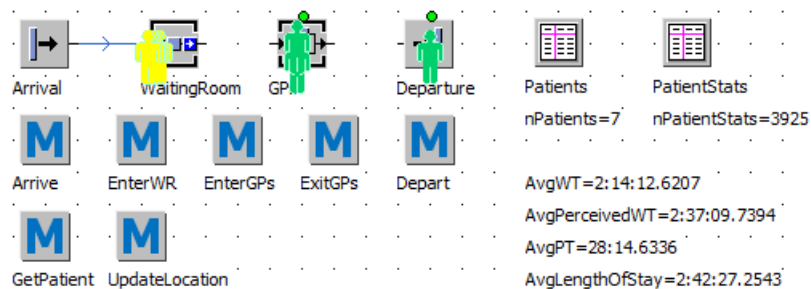 Arrival WaitingRoom GPs Departure Patients PatientStats
nPatients=7 nPatientStats=3925
M M M M M
Arrive EnterWR EnterGPs ExitGPs Depart
AvgWT=2:14:12.6207
AvgPerceivedWT=2:37:09.7394
M M
AvgPT=28:14.6336
GetPatient UpdateLocation AvgLengthOfStay=2:42:27.2543